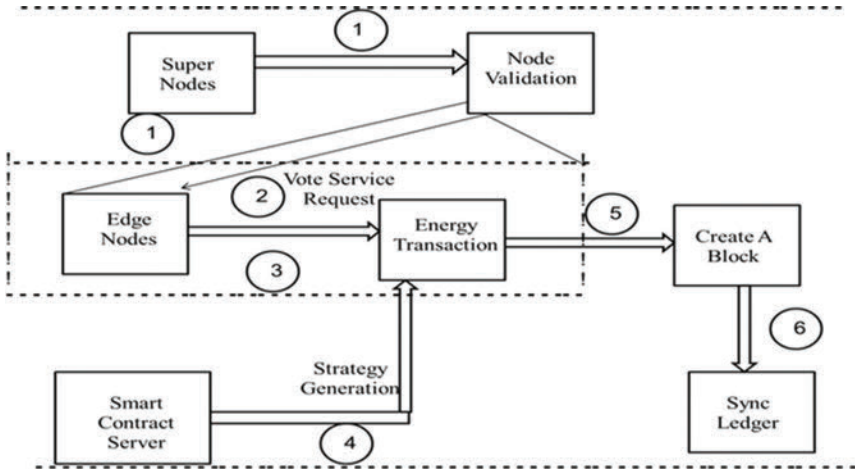 1
Super
Nodes
Node
Validation
1
2
Vote Service
Request
Edge
Nodes
Energy
Transaction
5
Create A
Block
3
6
Strategy
Generation
Smart
Contract
Server
4
Sync
Ledger